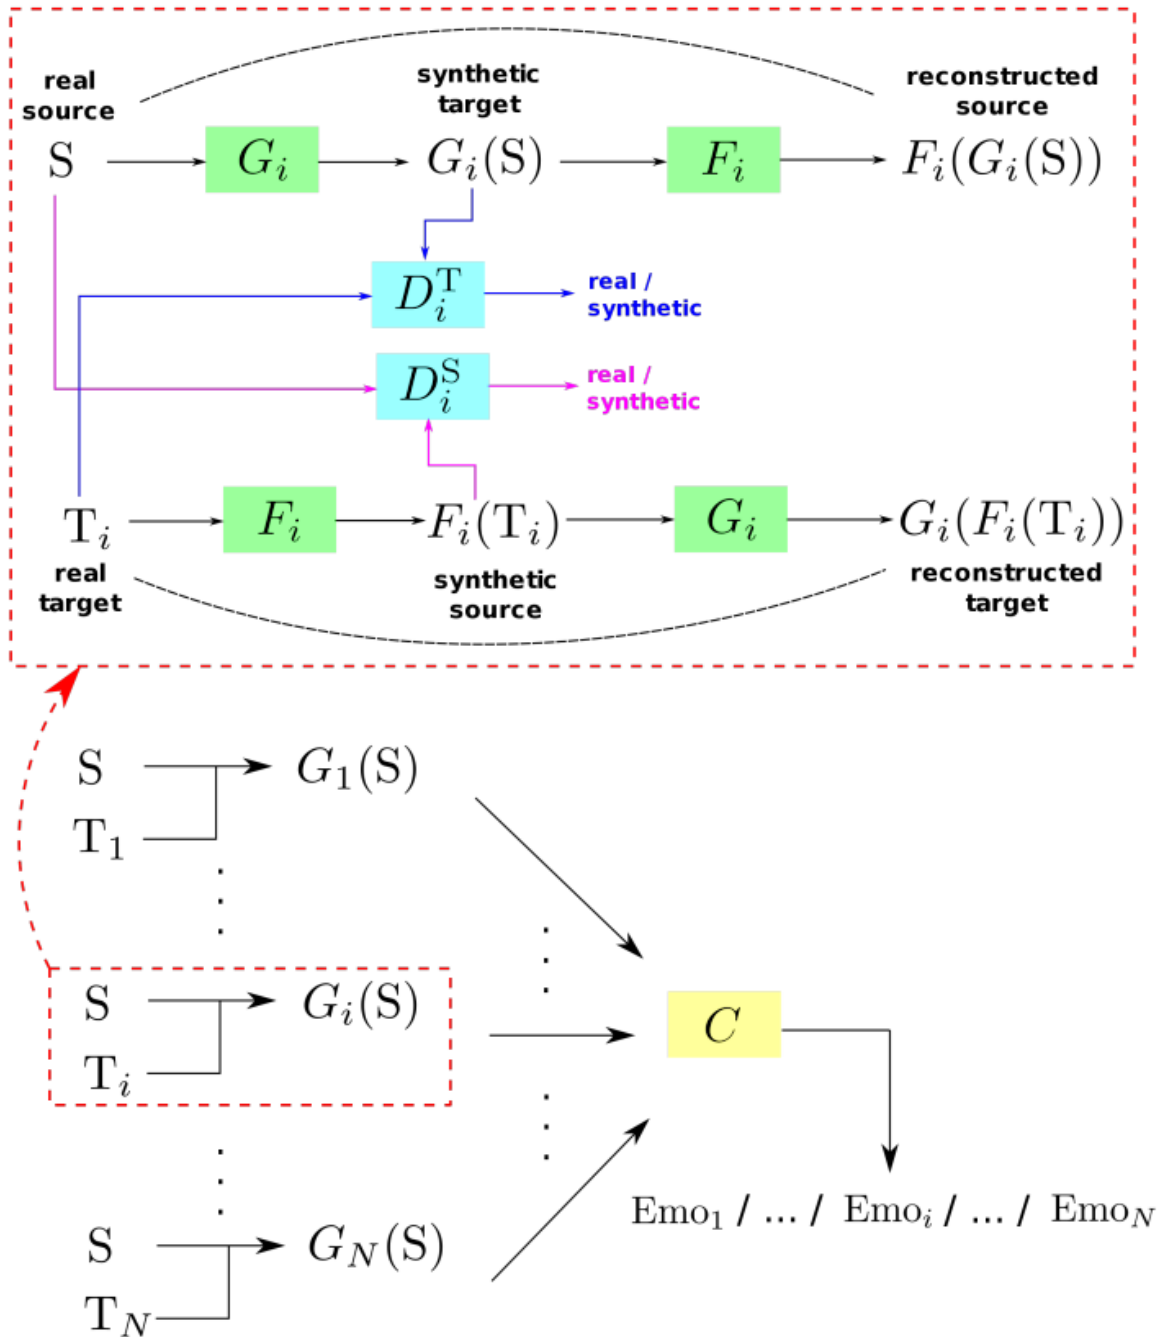 real source
synthetic target
reconstructed source
S G_i G_i(S) F_i F_i(G_i(S))
D_i^T real / synthetic
D_i^S real / synthetic
T_i F_i F_i(T_i) G_i G_i(F_i(T_i))
real target
synthetic source
reconstructed target
S G_1(S)
T_1
S G_i(S)
T_i
C
Emo_1 / ... / Emo_i / ... / Emo_N
S G_N(S)
T_N